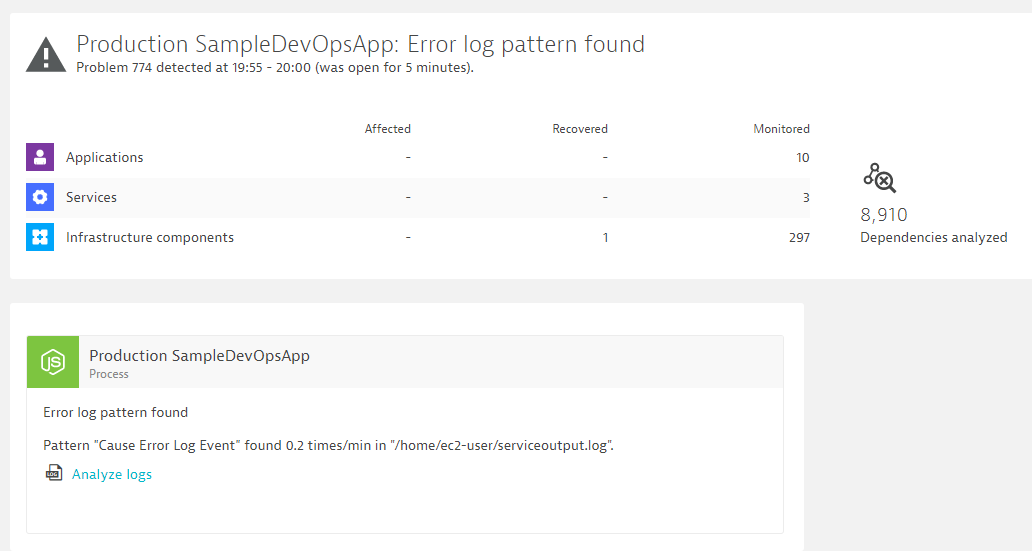 Production SampleDevOpsApp: Error log pattern found
Problem 774 detected at 19:55 - 20:00 (was open for 5 minutes).
Affected Recovered Monitored
Applications - - 10
Services - - 3
Infrastructure components - 1 297
8,910
Dependencies analyzed
JS
Production SampleDevOpsApp
Process
Error log pattern found
Pattern "Cause Error Log Event" found 0.2 times/min in "/home/ec2-user/serviceoutput.log".
LOG
Analyze logs